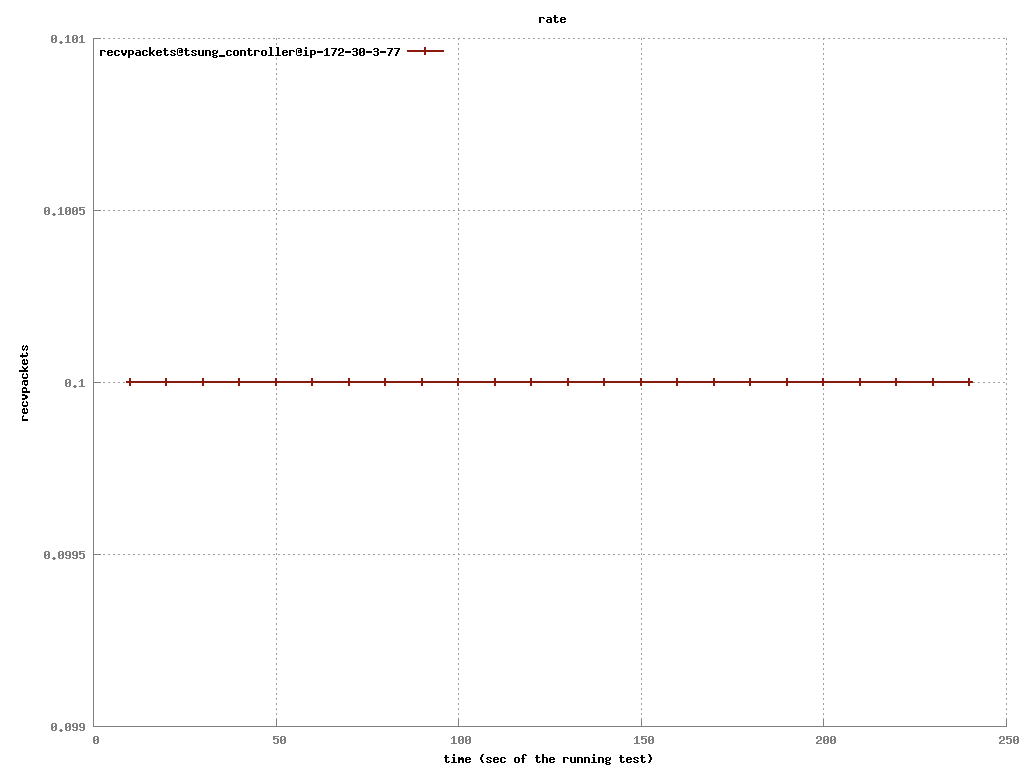 rate
0.101
recvpackets@tsung_controller@ip-172-30-3-77
0.1005
0.1
0.0995
0.099
recvpackets
0 50 100 150 200 250
time (sec of the running test)